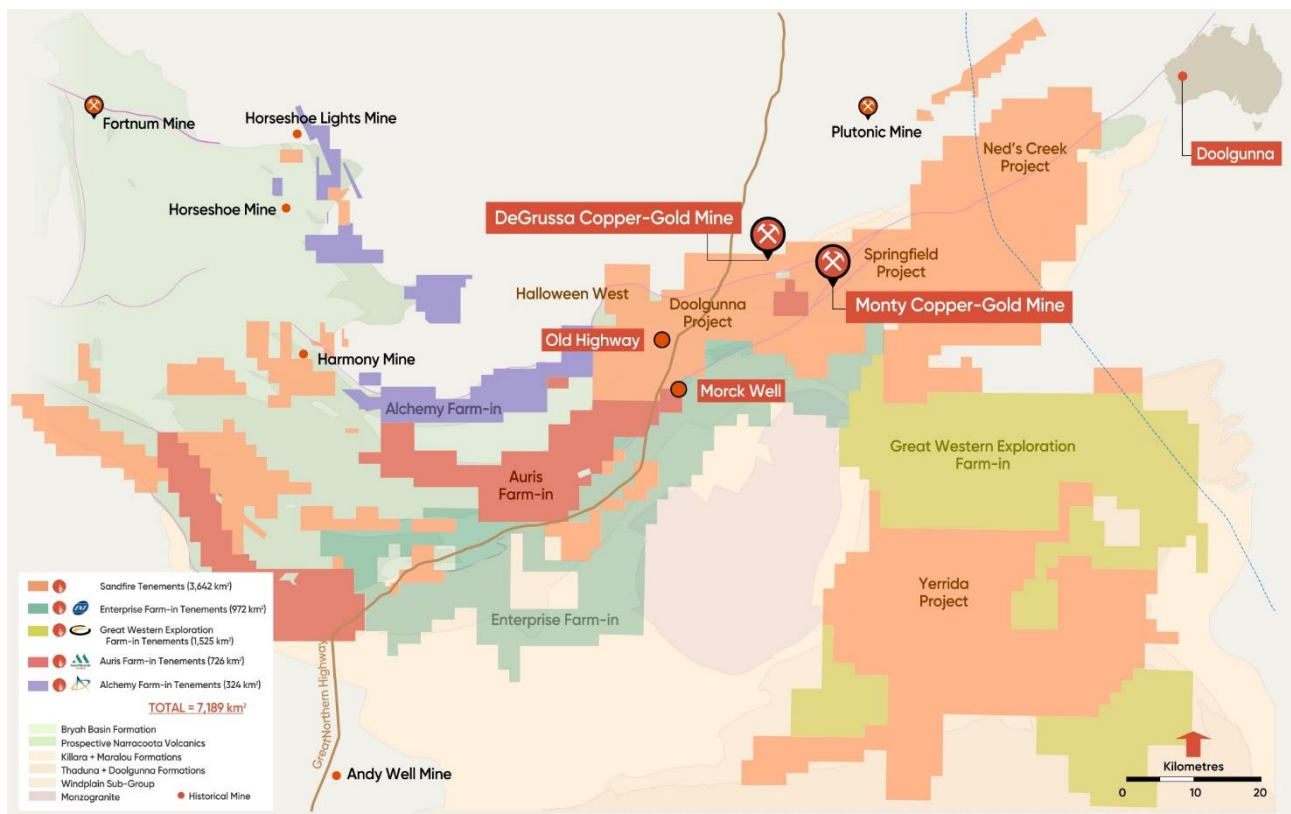 Fortnum Mine
Horseshoe Lights Mine
Horseshoe Mine
Plutonic Mine
Ned's Creek
Project
Doolgunna
DeGrussa Copper-Gold Mine
Springfield
Project
Monty Copper-Gold Mine
Halloween West
Doolgunna
Project
Old Highway
Harmony Mine
Morck Well
Alchemy Farm-in
Great Western Exploration
Farm-in
Auris
Farm-in
Yerrida
Project
Enterprise Farm-in
Great Northern Highway
Andy Well Mine
Sandfire Tenements (3,642 km²)
Enterprise Farm-in Tenements (972 km²)
Great Western Exploration
Farm-in Tenements (1,525 km²)
Auris Farm-in Tenements (726 km²)
Alchemy Farm-in Tenements (324 km²)
TOTAL = 7,189 km²
Bryah Basin Formation
Prospective Narracoota Volcanics
Killara + Maralou Formations
Thaduna + Doolgunna Formations
Windplain Sub-Group
Monzogranite
Historical Mine
Kilometres
0 10 20